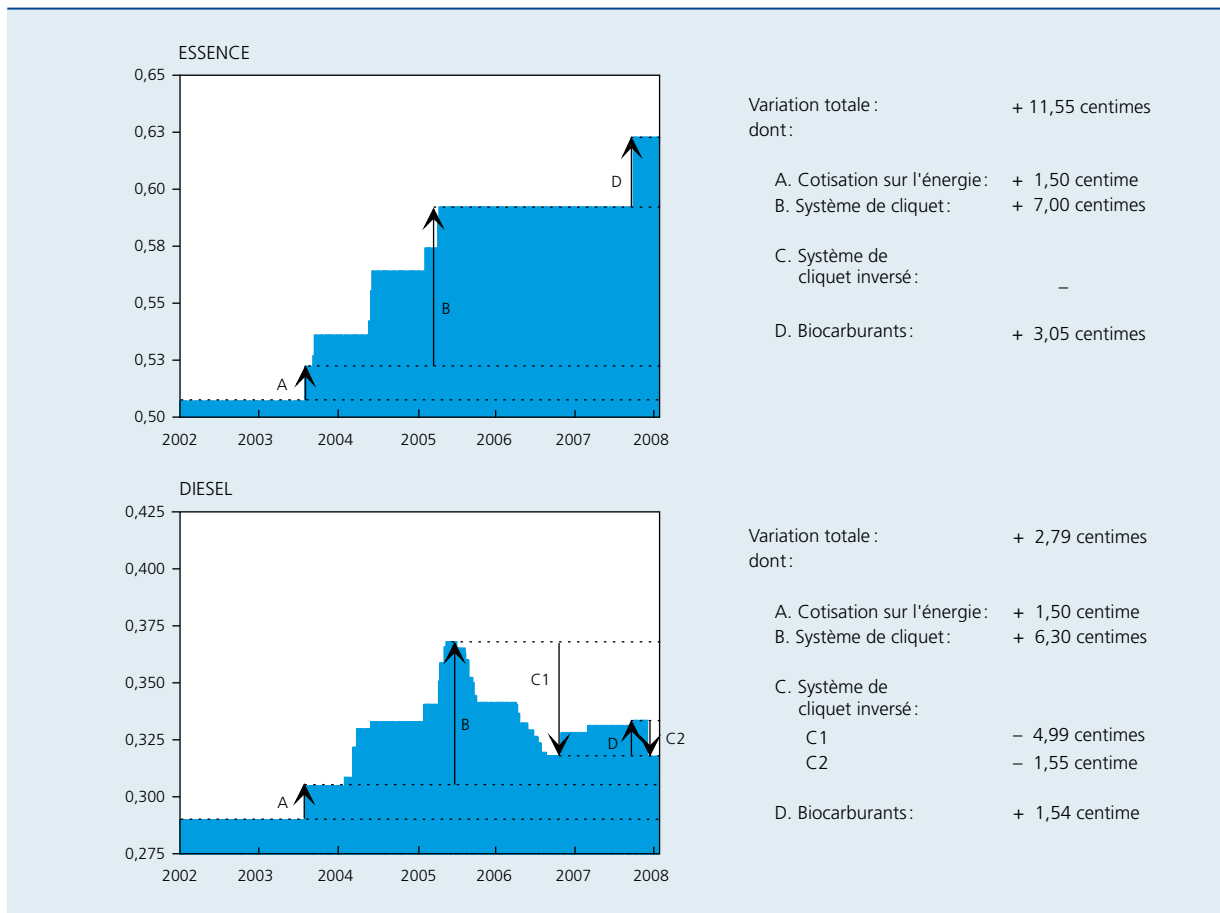 ESSENCE
0,65
0,63
0,60
0,58
0,55
0,53
0,50
2002 2003 2004 2005 2006 2007 2008
A
B
D
Variation totale : + 11,55 centimes
dont :
A. Cotisation sur l'énergie : + 1,50 centime
B. Système de cliquet : + 7,00 centimes
C. Système de
cliquet inversé : –
D. Biocarburants : + 3,05 centimes
DIESEL
0,425
0,400
0,375
0,350
0,325
0,300
0,275
2002 2003 2004 2005 2006 2007 2008
A
B
C1
D
C2
Variation totale : + 2,79 centimes
dont :
A. Cotisation sur l'énergie : + 1,50 centime
B. Système de cliquet : + 6,30 centimes
C. Système de
cliquet inversé :
C1 – 4,99 centimes
C2 – 1,55 centime
D. Biocarburants : + 1,54 centime